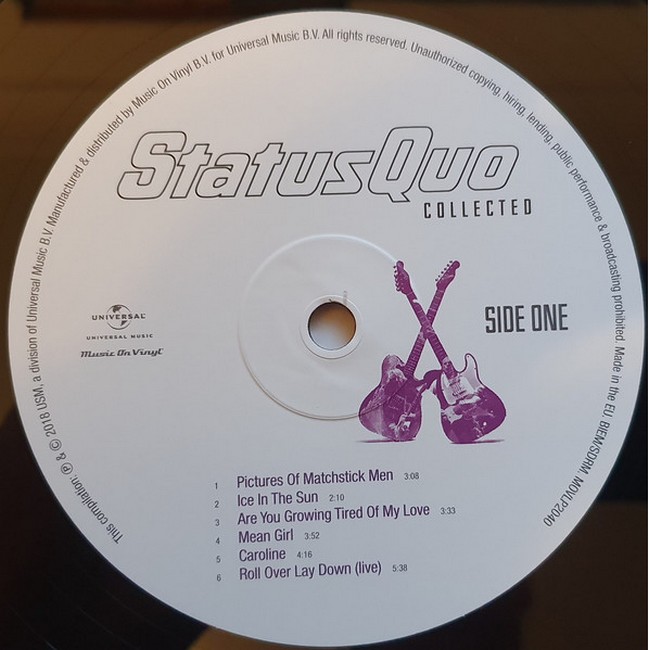 This compilation: ℗ & © 2018 USM, a division of Universal Music B.V. Manufactured & distributed by Music On Vinyl B.V. for Universal Music B.V. All rights reserved. Unauthorized copying, hiring, lending, public performance & broadcasting prohibited. Made in the EU. BIEM/SDRM. MOVLP2040
StatusQuo
COLLECTED
UNIVERSAL
UNIVERSAL MUSIC
Music On Vinyl
SIDE ONE
1 Pictures Of Matchstick Men 3:08
2 Ice In The Sun 2:10
3 Are You Growing Tired Of My Love 3:33
4 Mean Girl 3:52
5 Caroline 4:16
6 Roll Over Lay Down (live) 5:38